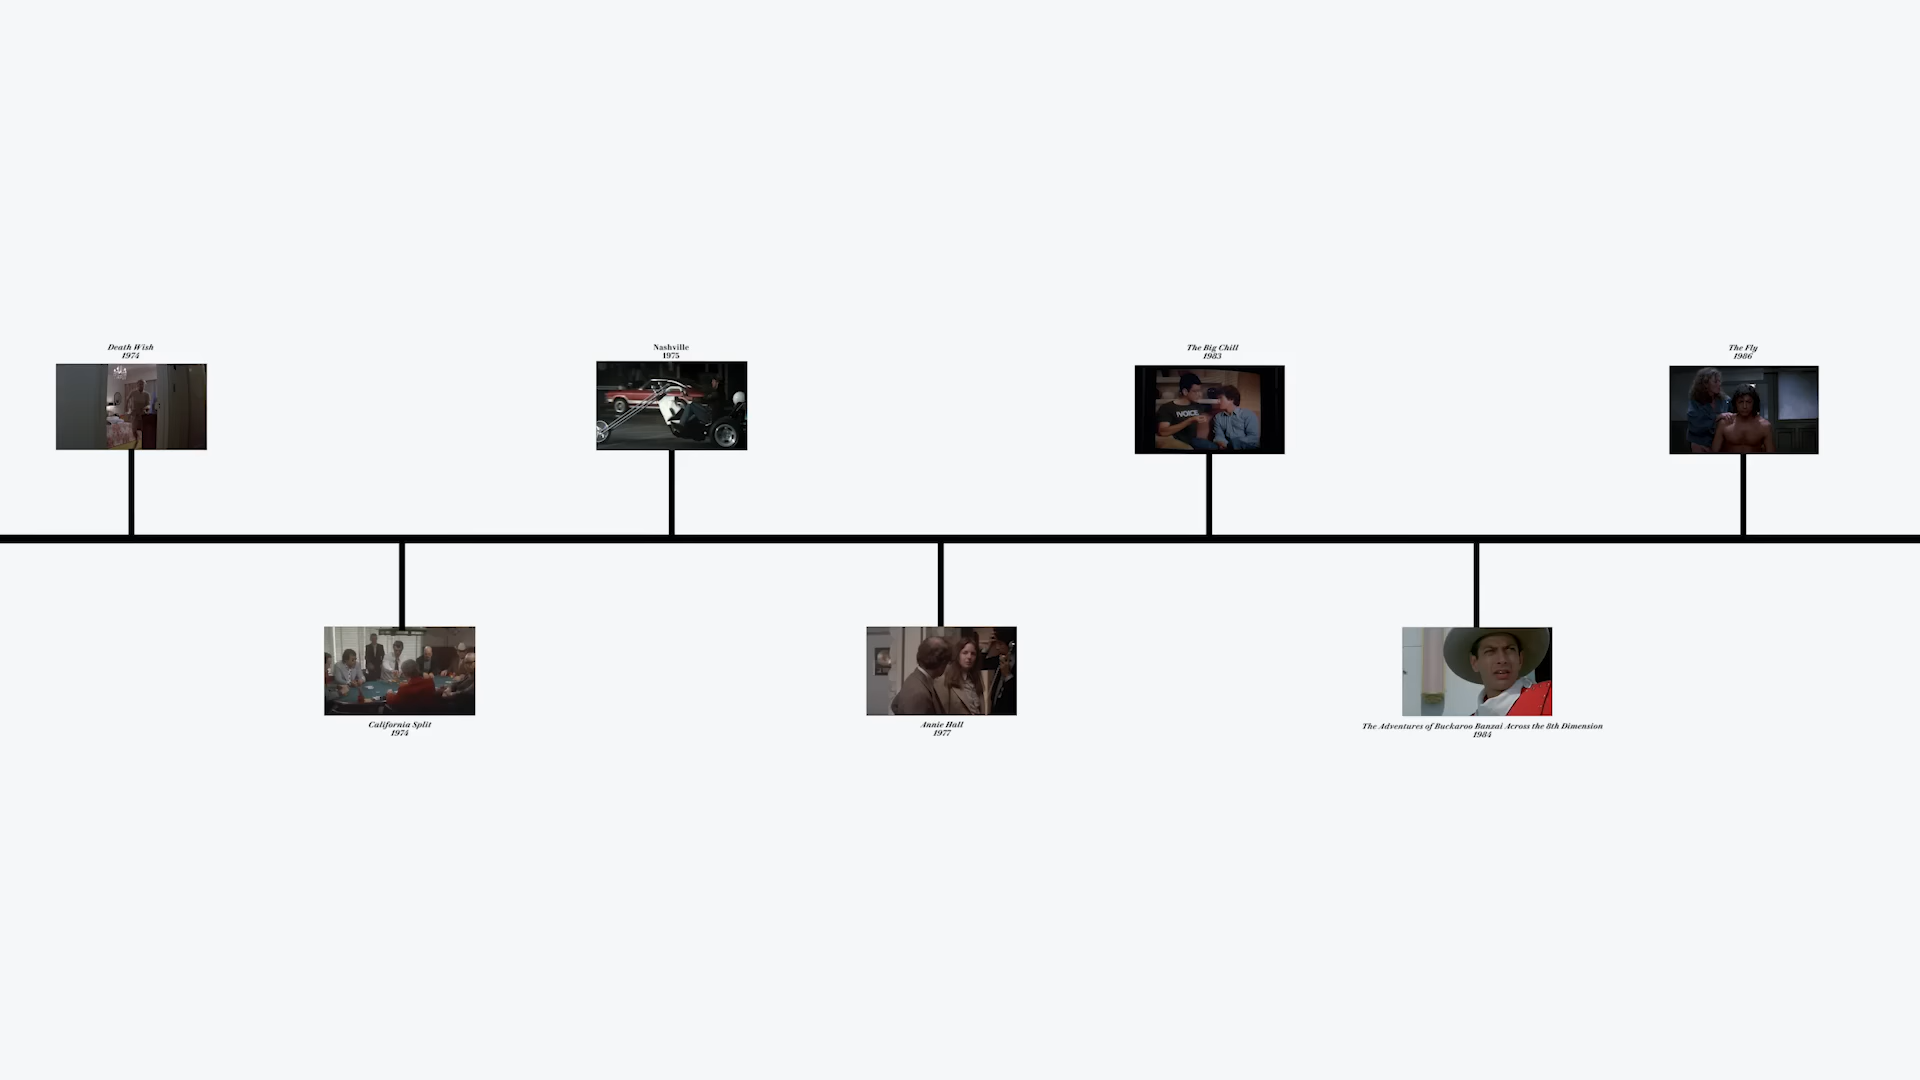 Death Wish
1974
Nashville
1975
The Big Chill
1983
VOICE
The Fly
1986
California Split
1974
Annie Hall
1977
The Adventures of Buckaroo Banzai Across the 8th Dimension
1984